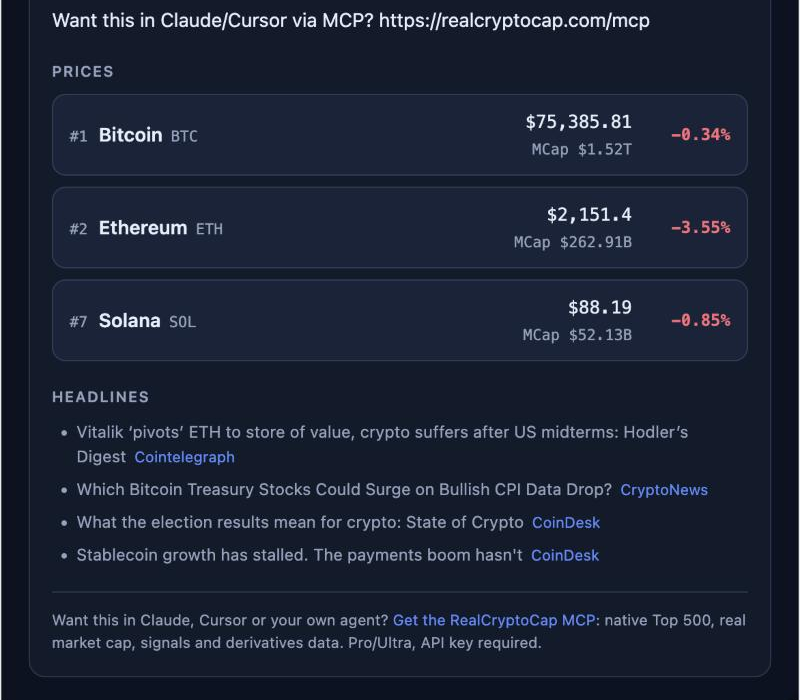 Want this in Claude/Cursor via MCP? https://realcryptocap.com/mcp
PRICES
#1 Bitcoin BTC $75,385.81 −0.34%
MCap $1.52T
#2 Ethereum ETH $2,151.4 −3.55%
MCap $262.91B
#7 Solana SOL $88.19 −0.85%
MCap $52.13B
HEADLINES
• Vitalik ‘pivots’ ETH to store of value, crypto suffers after US midterms: Hodler’s
Digest Cointelegraph
• Which Bitcoin Treasury Stocks Could Surge on Bullish CPI Data Drop? CryptoNews
• What the election results mean for crypto: State of Crypto CoinDesk
• Stablecoin growth has stalled. The payments boom hasn't CoinDesk
Want this in Claude, Cursor or your own agent? Get the RealCryptoCap MCP: native Top 500, real
market cap, signals and derivatives data. Pro/Ultra, API key required.